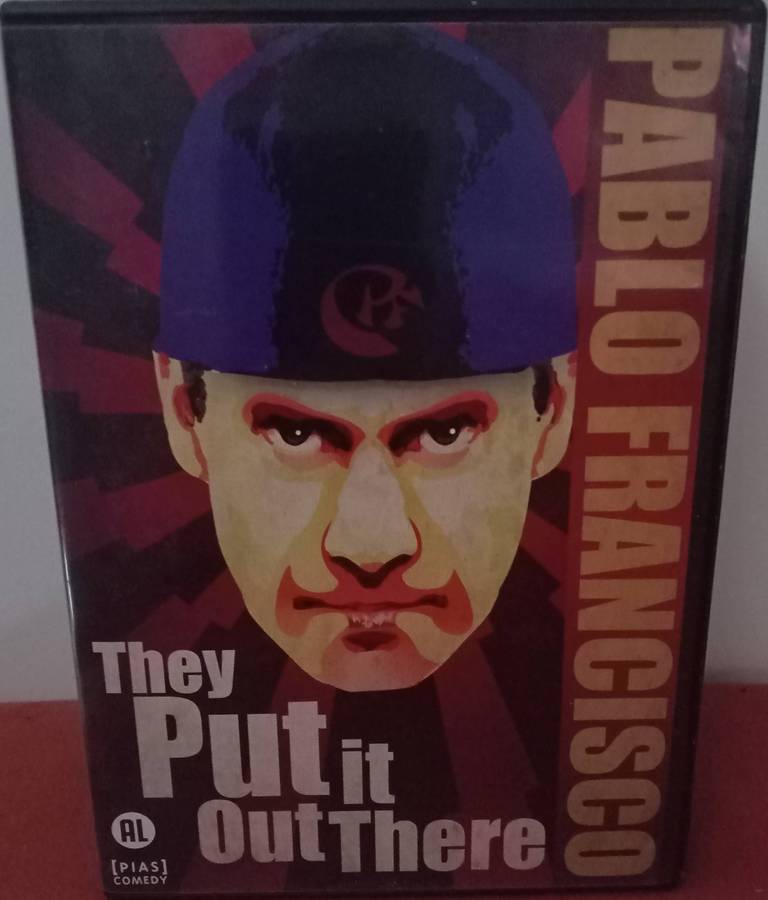 PABLO FRANCISCO
They
Put it
Out There
AL
[PIAS]
COMEDY